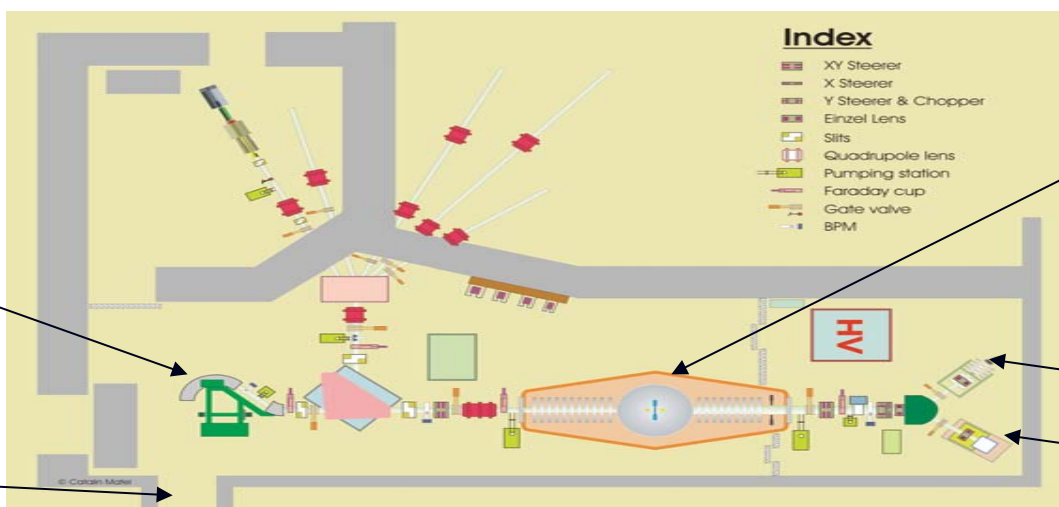 Index
XY Steerer
X Steerer
Y Steerer & Chopper
Einzel Lens
Slits
Quadrupole lens
Pumping station
Faraday cup
Gate valve
BPM
HV
© Catalin Matei